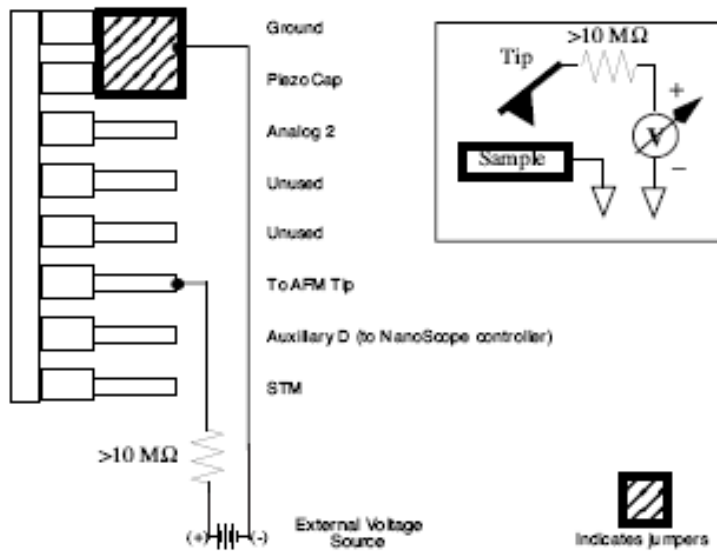 Ground
Piezo Cap
Analog 2
Unused
Unused
To AFM Tip
Auxiliary D (to NanoScope controller)
STM
>10 MΩ
(+)
(-)
External Voltage
Source
>10 MΩ
Tip
+
V
Sample
−
Indicates jumpers